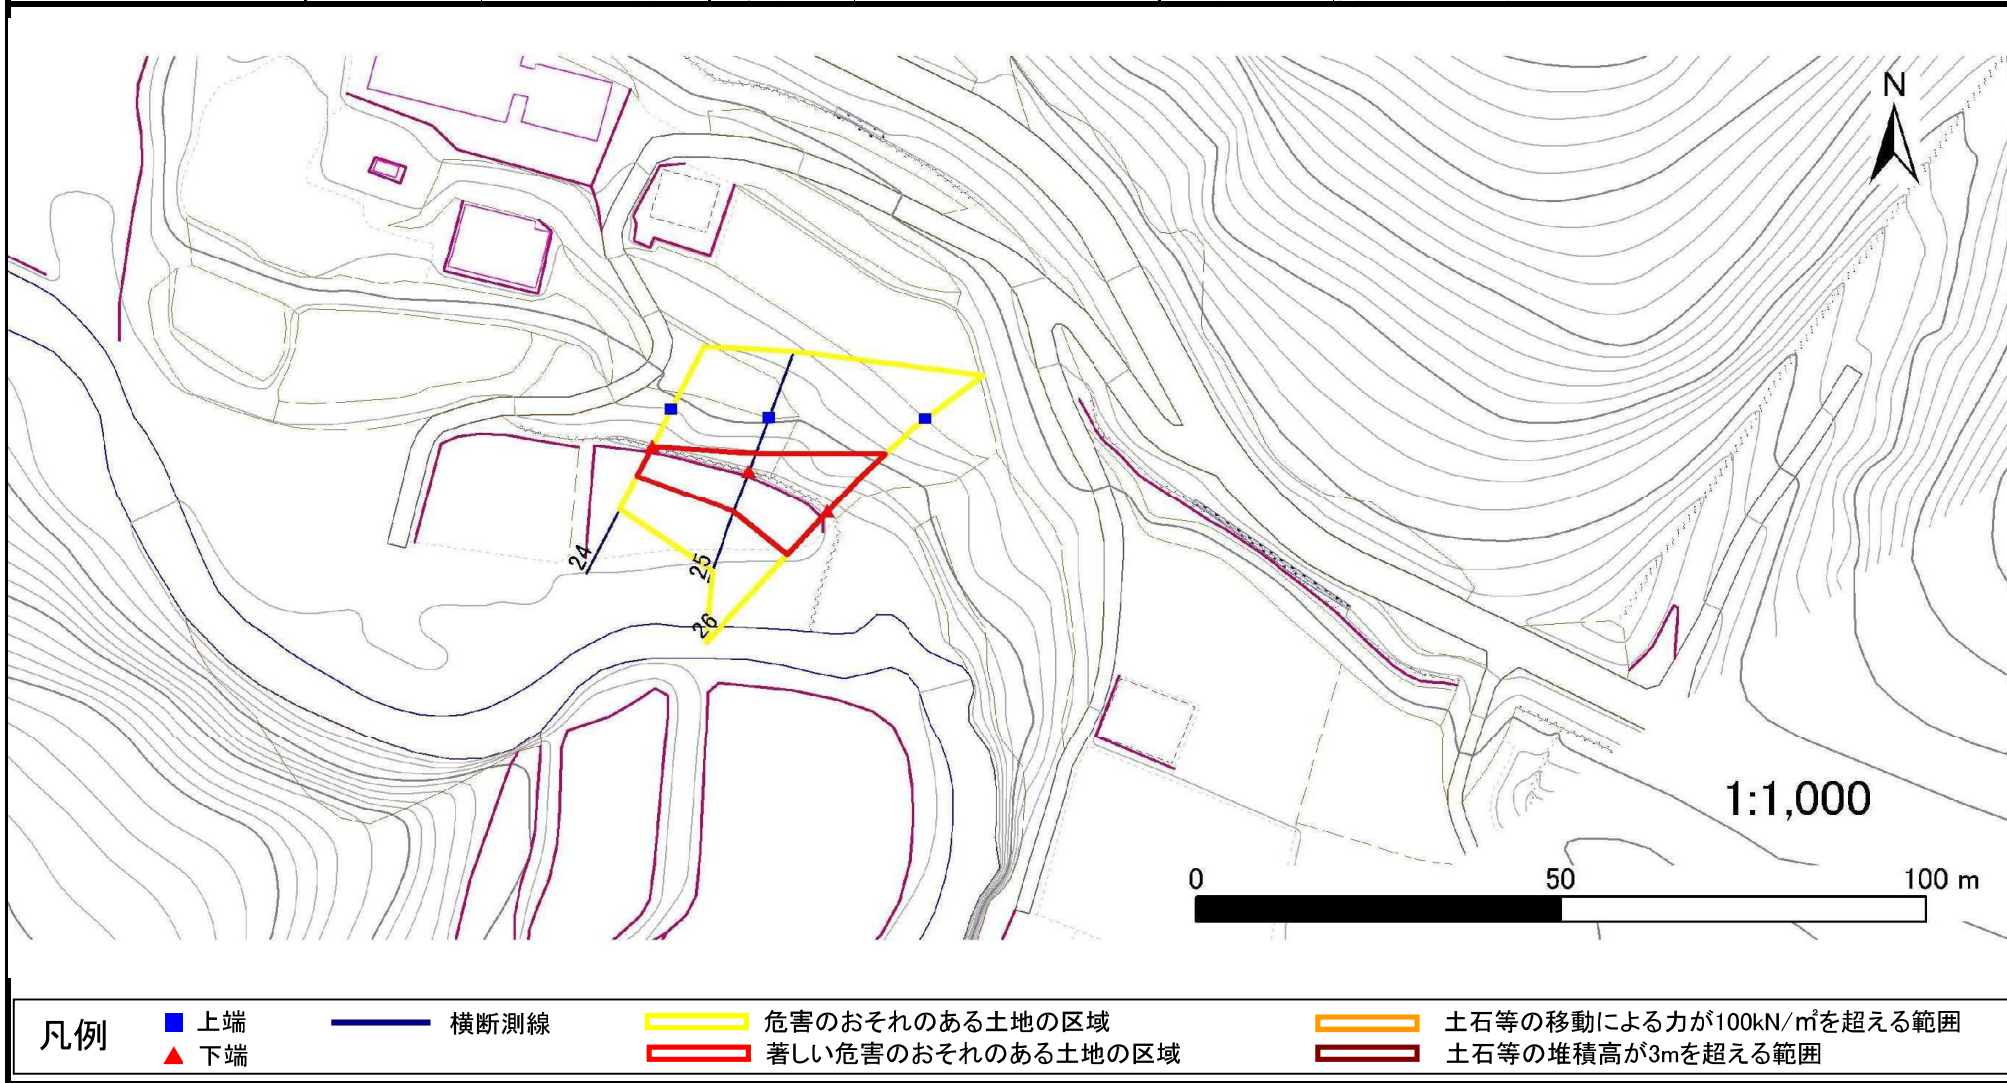 N
24
25
26
1:1,000
0 50 100 m
凡例
上端 横断測線 危害のおそれのある土地の区域 土石等の移動による力が100kN/㎡を超える範囲
下端 著しい危害のおそれのある土地の区域 土石等の堆積高が3mを超える範囲